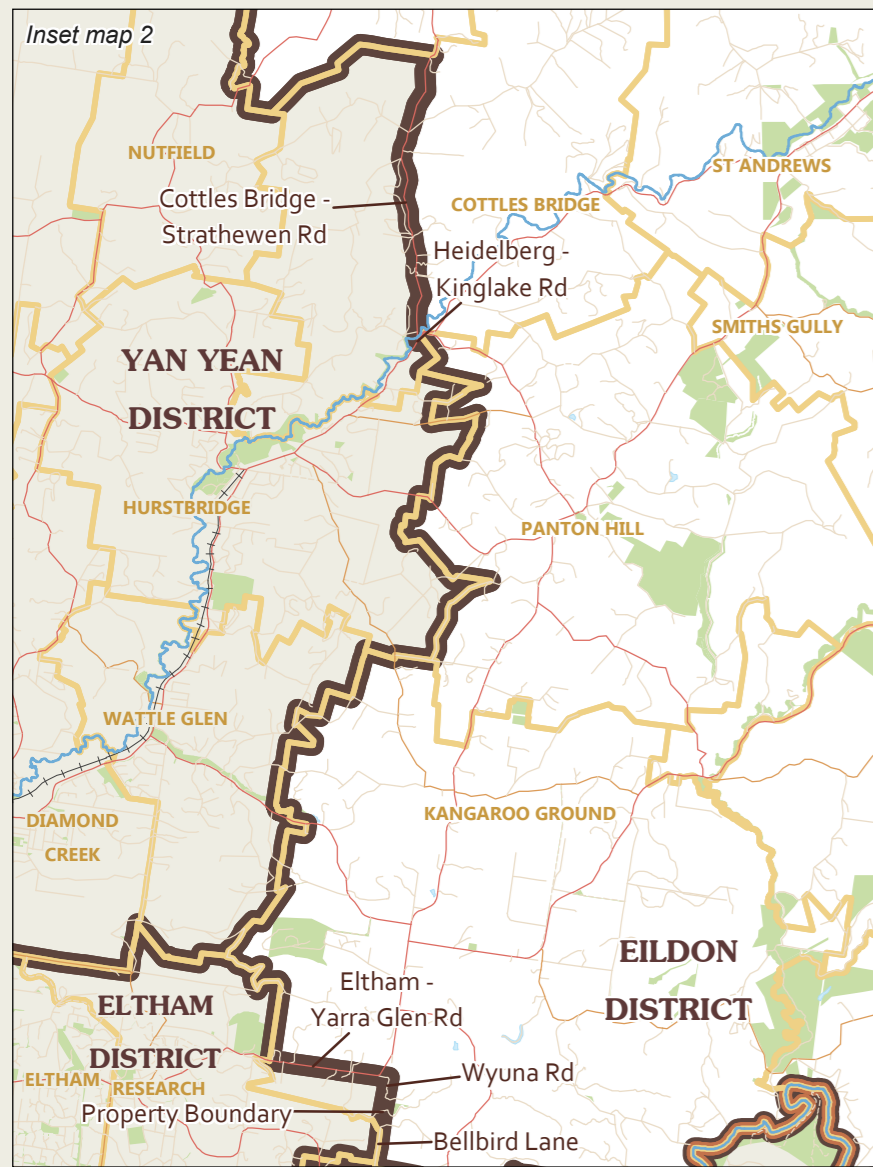 Inset map 2
NUTFIELD
ST ANDREWS
Cottles Bridge -
Strathewen Rd
COTTLES BRIDGE
Heidelberg -
Kinglake Rd
SMITHS GULLY
YAN YEAN
DISTRICT
HURSTBRIDGE
PANTON HILL
WATTLE GLEN
DIAMOND
CREEK
KANGAROO GROUND
EILDON
DISTRICT
Eltham -
Yarra Glen Rd
ELTHAM
DISTRICT
ELTHAM
RESEARCH
Wyuna Rd
Property Boundary
Bellbird Lane